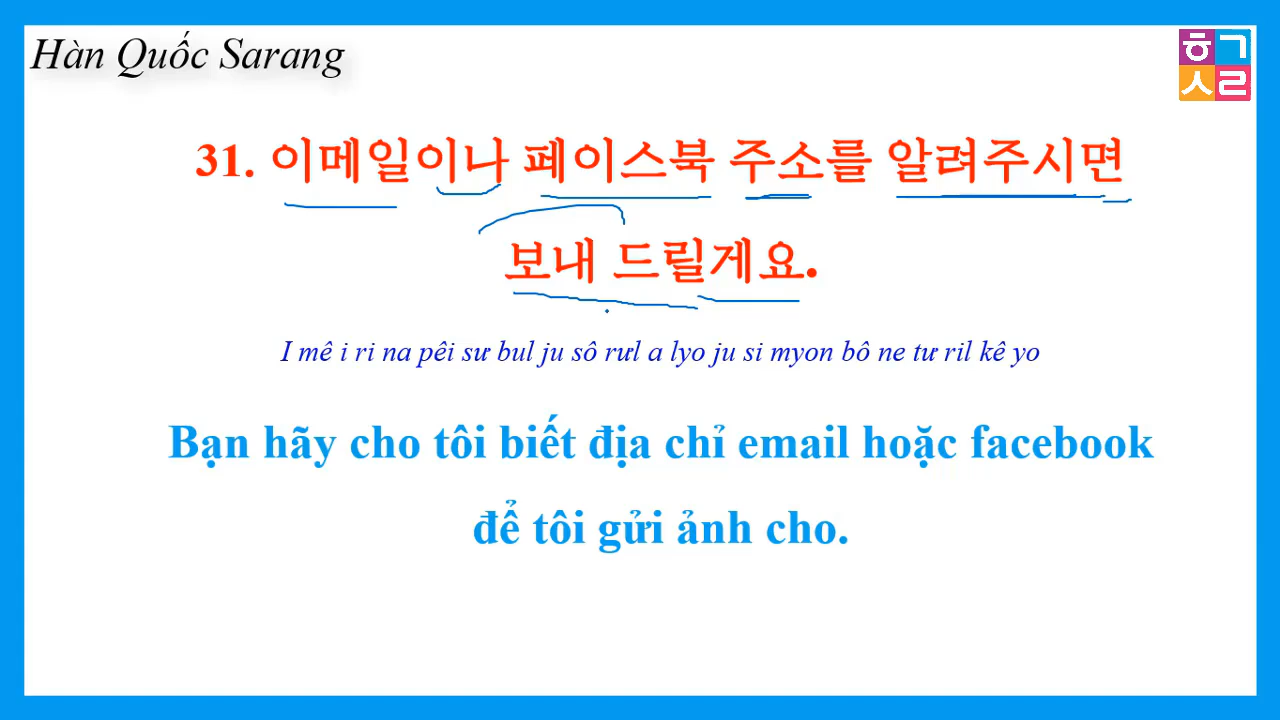 Hàn Quốc Sarang
ㅎㄱ
ㅅㄹ
31. 이메일이나 페이스북 주소를 알려주시면
보내 드릴게요.
I mê i ri na pêi sư bul ju sô rưl a lyo ju si myon bô ne tư ril kê yo
Bạn hãy cho tôi biết địa chỉ email hoặc facebook
để tôi gửi ảnh cho.